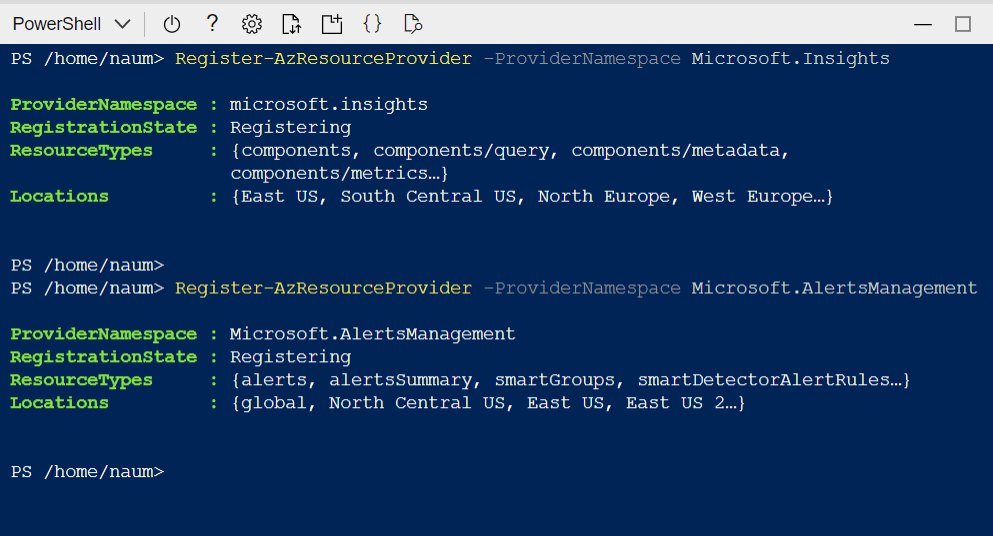 PowerShell
PS /home/naum> Register-AzResourceProvider -ProviderNamespace Microsoft.Insights
ProviderNamespace : microsoft.insights
RegistrationState : Registering
ResourceTypes : {components, components/query, components/metadata,
components/metrics…}
Locations : {East US, South Central US, North Europe, West Europe…}
PS /home/naum>
PS /home/naum> Register-AzResourceProvider -ProviderNamespace Microsoft.AlertsManagement
ProviderNamespace : Microsoft.AlertsManagement
RegistrationState : Registering
ResourceTypes : {alerts, alertsSummary, smartGroups, smartDetectorAlertRules…}
Locations : {global, North Central US, East US, East US 2…}
PS /home/naum>